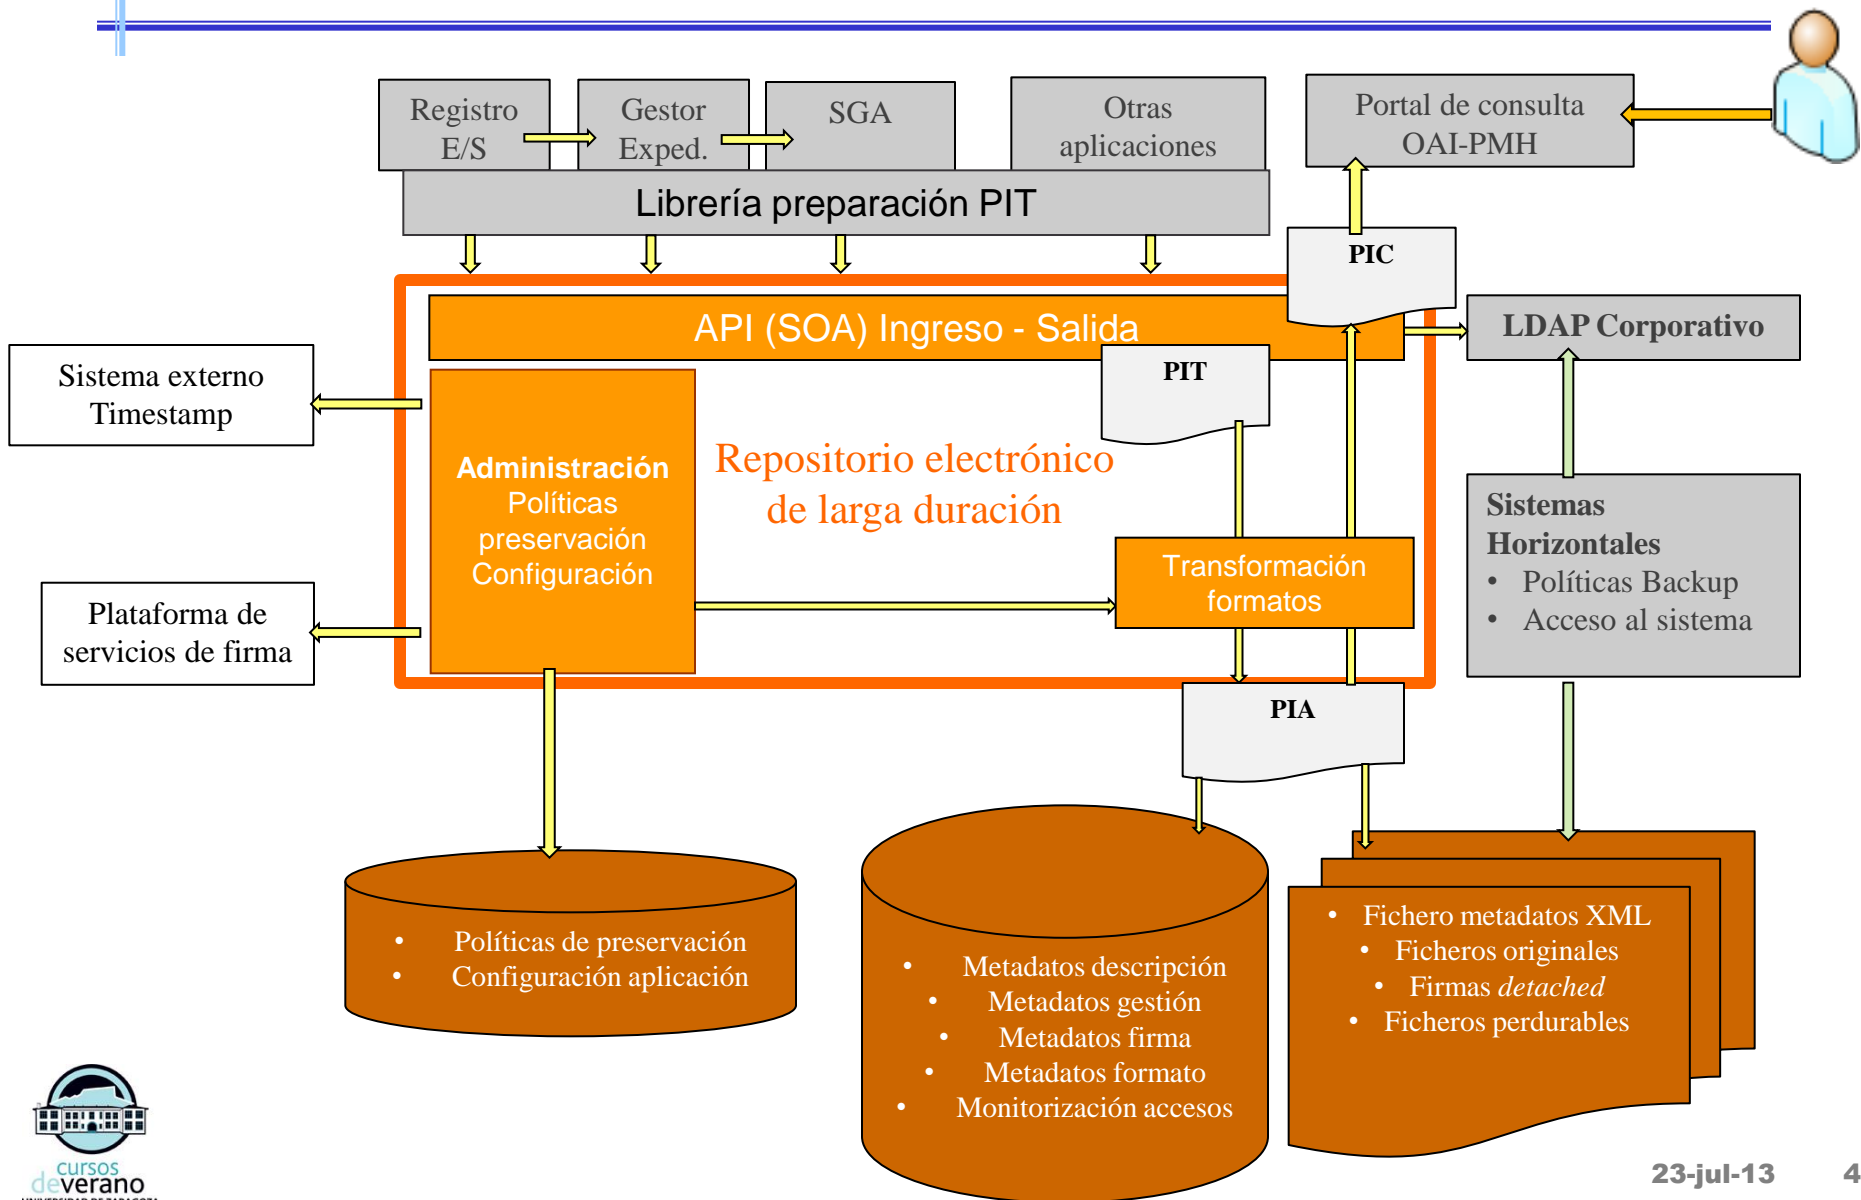 Registro
E/S
Gestor
Exped.
SGA
Otras
aplicaciones
Portal de consulta
OAI-PMH
Librería preparación PIT
PIC
API (SOA) Ingreso - Salida
LDAP Corporativo
Sistema externo
Timestamp
PIT
Administración
Políticas
preservación
Configuración
Repositorio electrónico
de larga duración
Sistemas
Horizontales
• Políticas Backup
• Acceso al sistema
Transformación
formatos
Plataforma de
servicios de firma
PIA
• Políticas de preservación
• Configuración aplicación
• Metadatos descripción
• Metadatos gestión
• Metadatos firma
• Metadatos formato
• Monitorización accesos
• Fichero metadatos XML
• Ficheros originales
• Firmas detached
• Ficheros perdurables
cursos
deverano
UNIVERSIDAD DE ZARAGOZA
23-jul-13 4